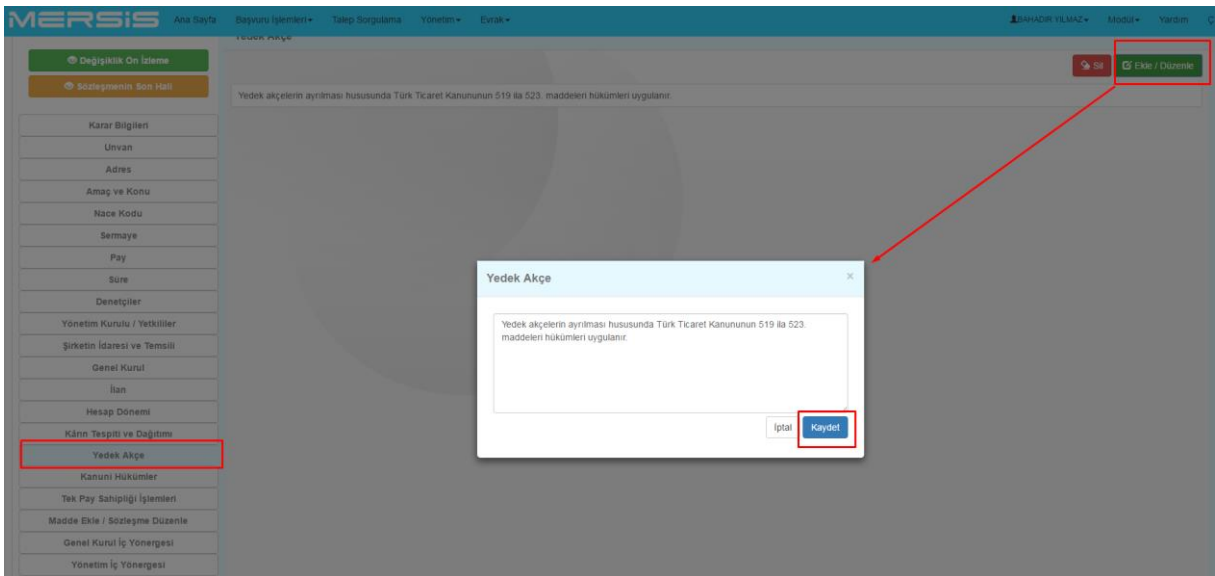 MERSiS Ana Sayfa Başvuru İşlemleri Talep Sorgulama Yönetim Evrak BAHADIR YILMAZ Modül Yardım Ç
Yedek Akçe
Değişiklik Ön İzleme
Sözleşmenin Son Hali
Sil
Ekle / Düzenle
Yedek akçelerin ayrılması hususunda Türk Ticaret Kanununun 519 ila 523. maddeleri hükümleri uygulanır.
Karar Bilgileri
Unvan
Adres
Amaç ve Konu
Nace Kodu
Sermaye
Pay
Süre
Denetçiler
Yönetim Kurulu / Yetkililer
Şirketin İdaresi ve Temsili
Genel Kurul
İlan
Hesap Dönemi
Kârın Tespiti ve Dağıtımı
Yedek Akçe
Kanuni Hükümler
Tek Pay Sahipliği İşlemleri
Madde Ekle / Sözleşme Düzenle
Genel Kurul İç Yönergesi
Yönetim İç Yönergesi
Yedek Akçe ×
Yedek akçelerin ayrılması hususunda Türk Ticaret Kanununun 519 ila 523.
maddeleri hükümleri uygulanır.
İptal
Kaydet